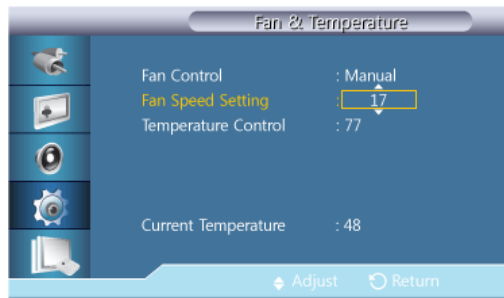 Fan & Temperature
Fan Control : Manual
Fan Speed Setting : 17
Temperature Control : 77
Current Temperature : 48
Adjust Return